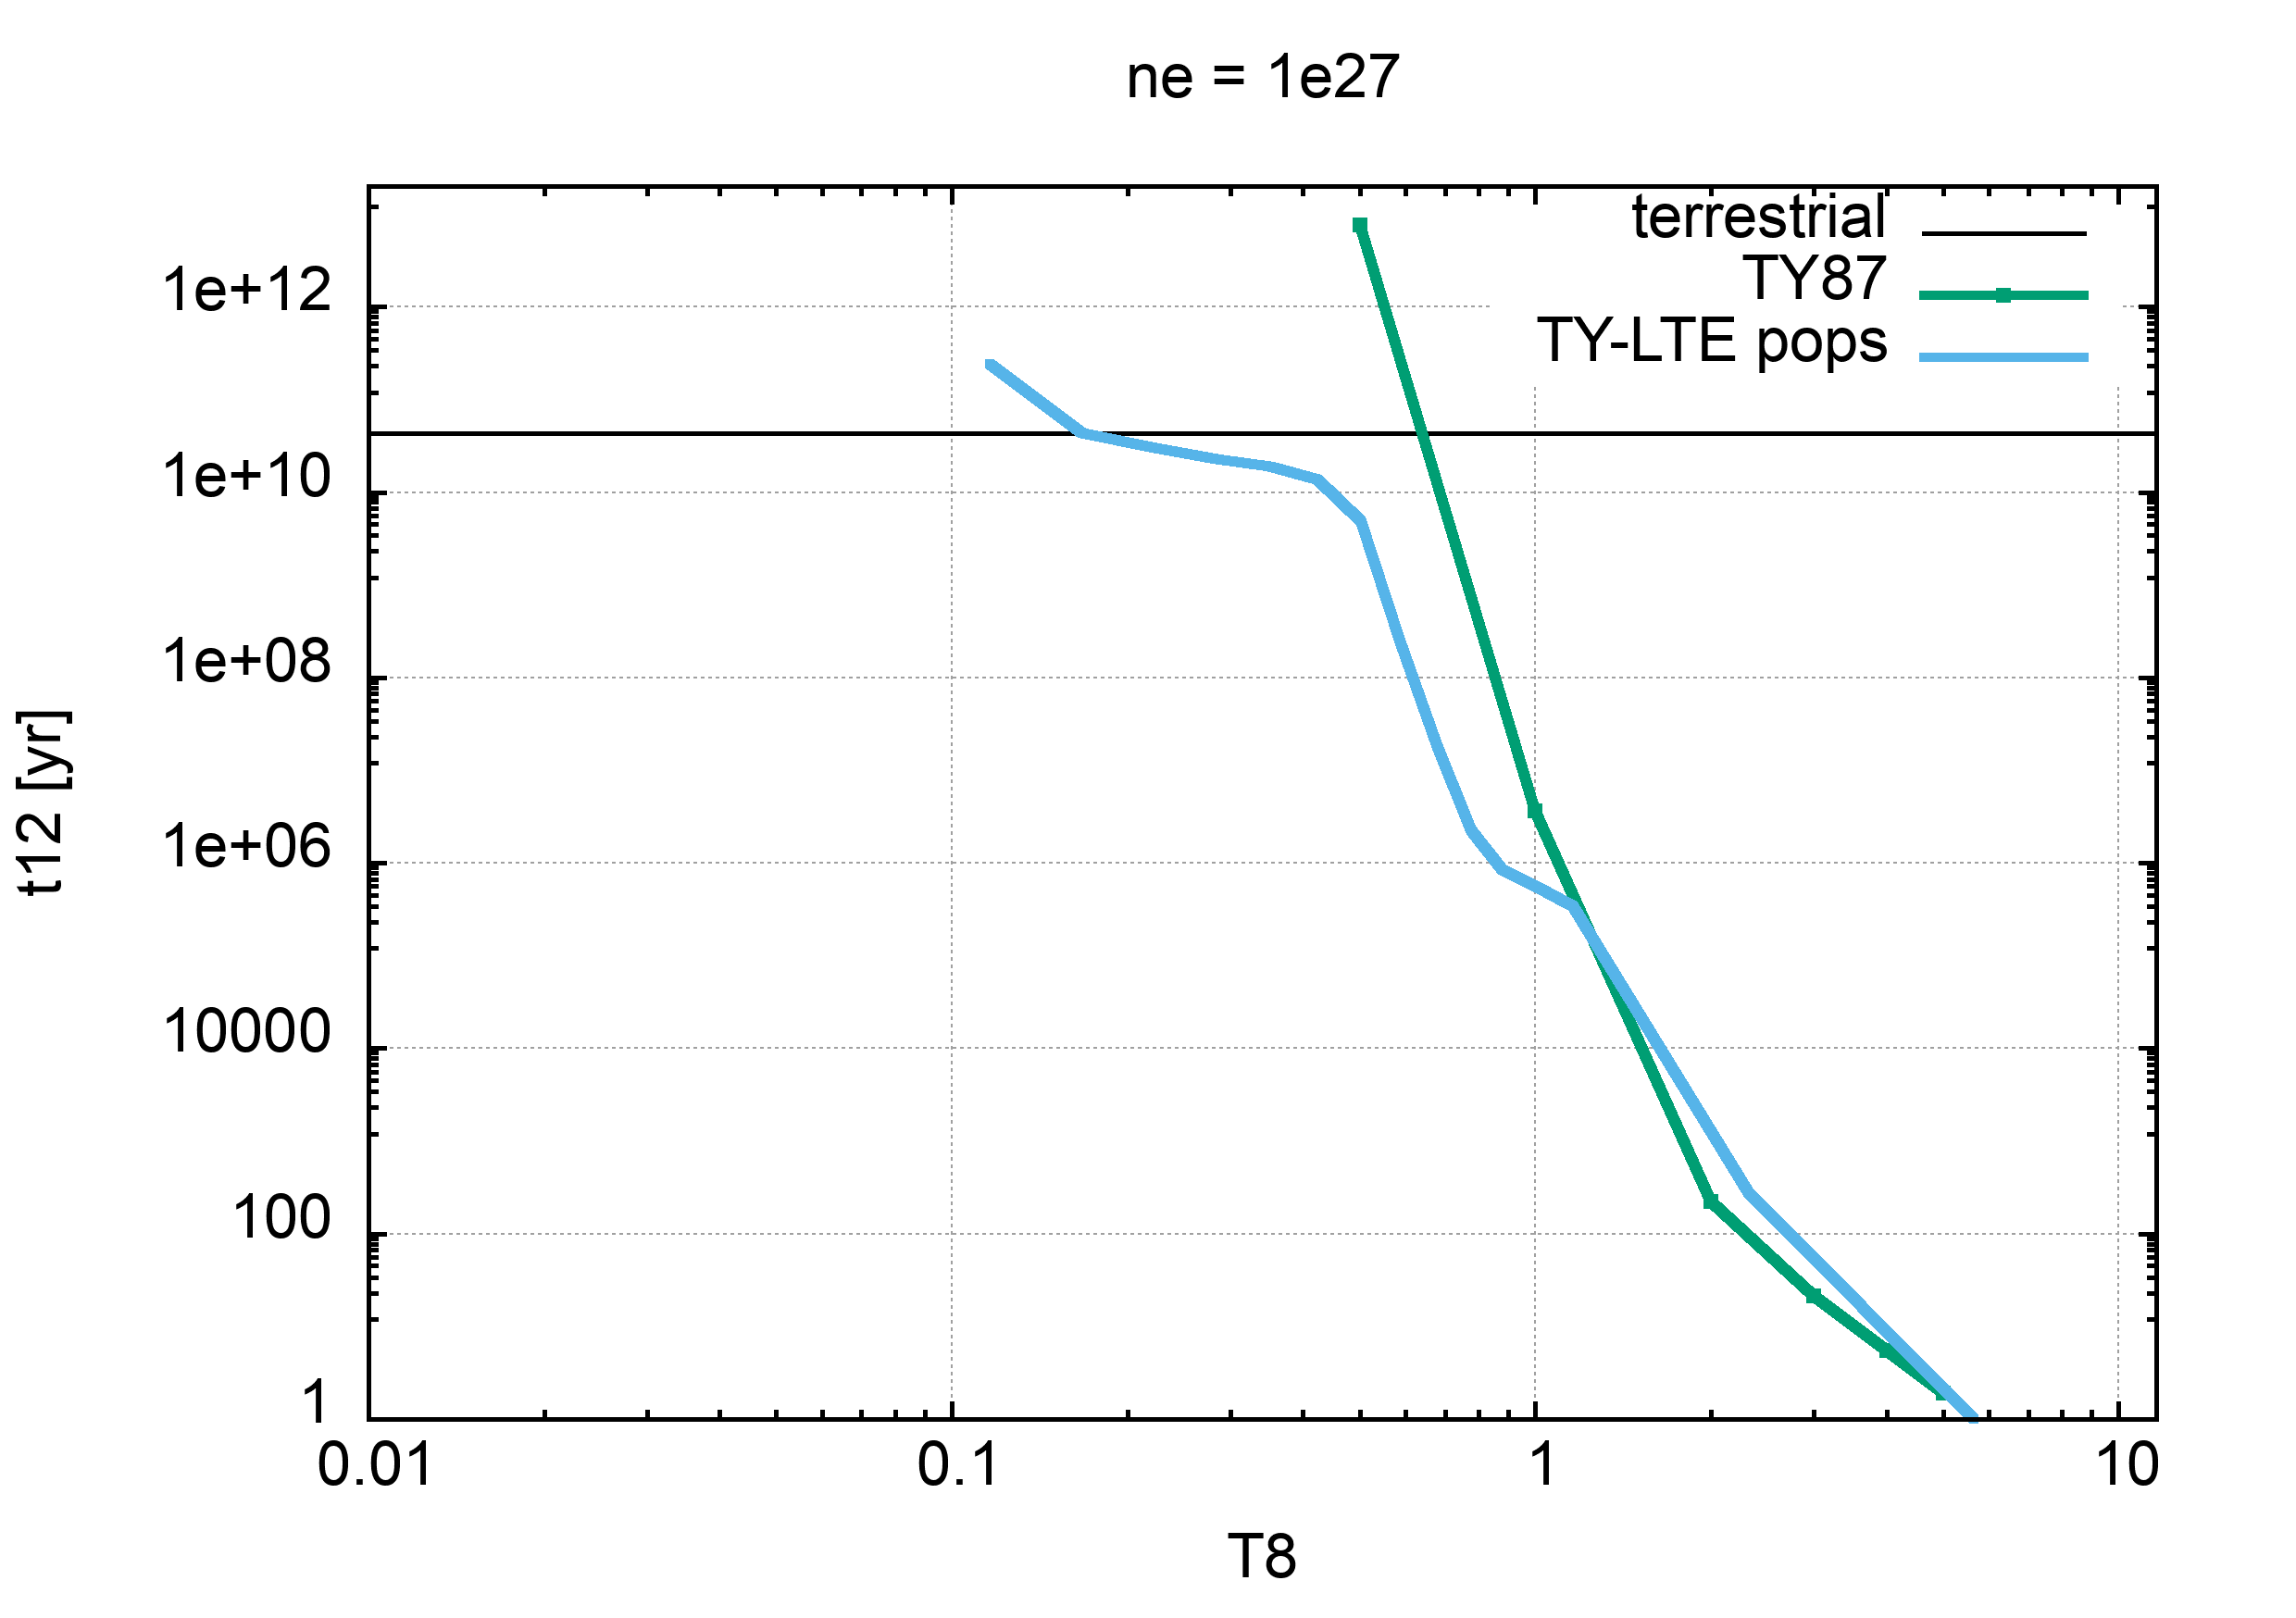 ne = 1e27
terrestrial
TY87
TY-LTE pops
1e+12
1e+10
1e+08
1e+06
10000
100
1
t12 [yr]
0.01 0.1 1 10
T8